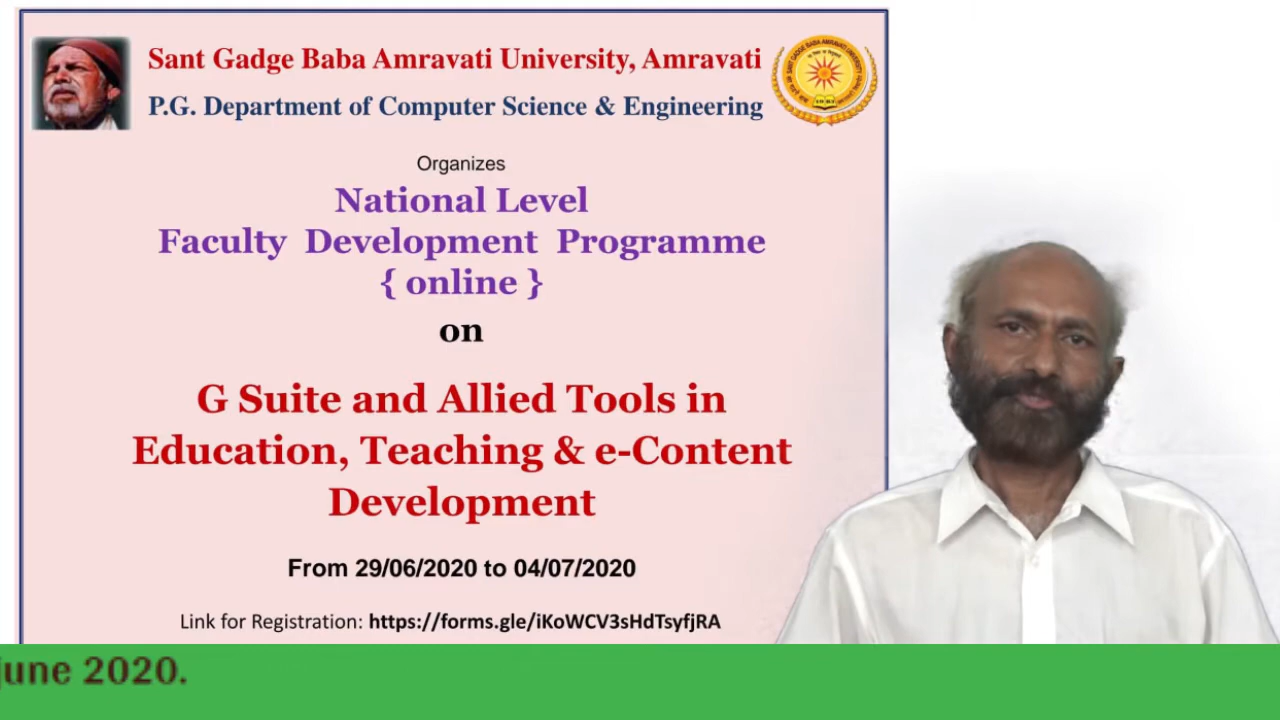 Sant Gadge Baba Amravati University, Amravati
P.G. Department of Computer Science & Engineering
Organizes
National Level
Faculty Development Programme
{ online }
on
G Suite and Allied Tools in
Education, Teaching & e-Content
Development
From 29/06/2020 to 04/07/2020
Link for Registration: https://forms.gle/iKoWCV3sHdTsyfjRA
june 2020.